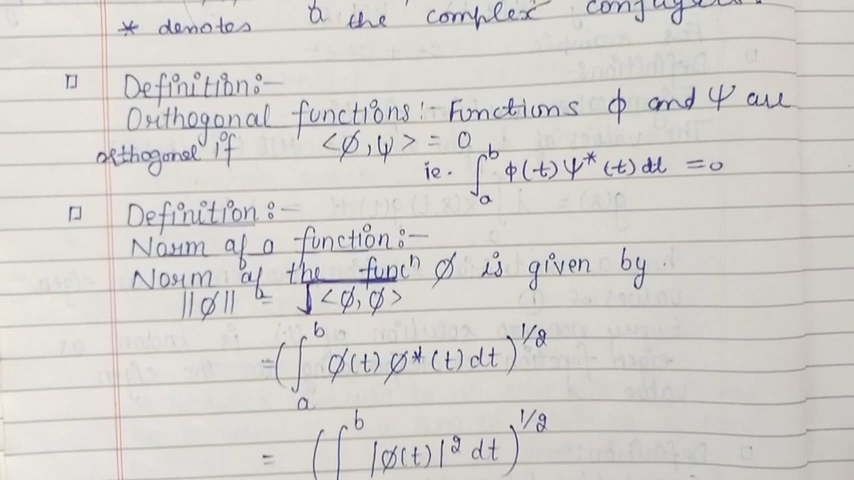 * denotes the complex conjugate.
□ Definition:-
Orthogonal functions:- Functions ϕ and ψ are
orthogonal if <ϕ, ψ> = 0
ie. ∫_a^b ϕ(t) ψ*(t) dt = 0
□ Definition:-
Norm of a function:-
Norm of the funcⁿ ϕ is given by.
||ϕ|| = √<ϕ, ϕ>
= (∫_a^b ϕ(t) ϕ*(t) dt)^1/2
= (∫^b |ϕ(t)|² dt)^1/2